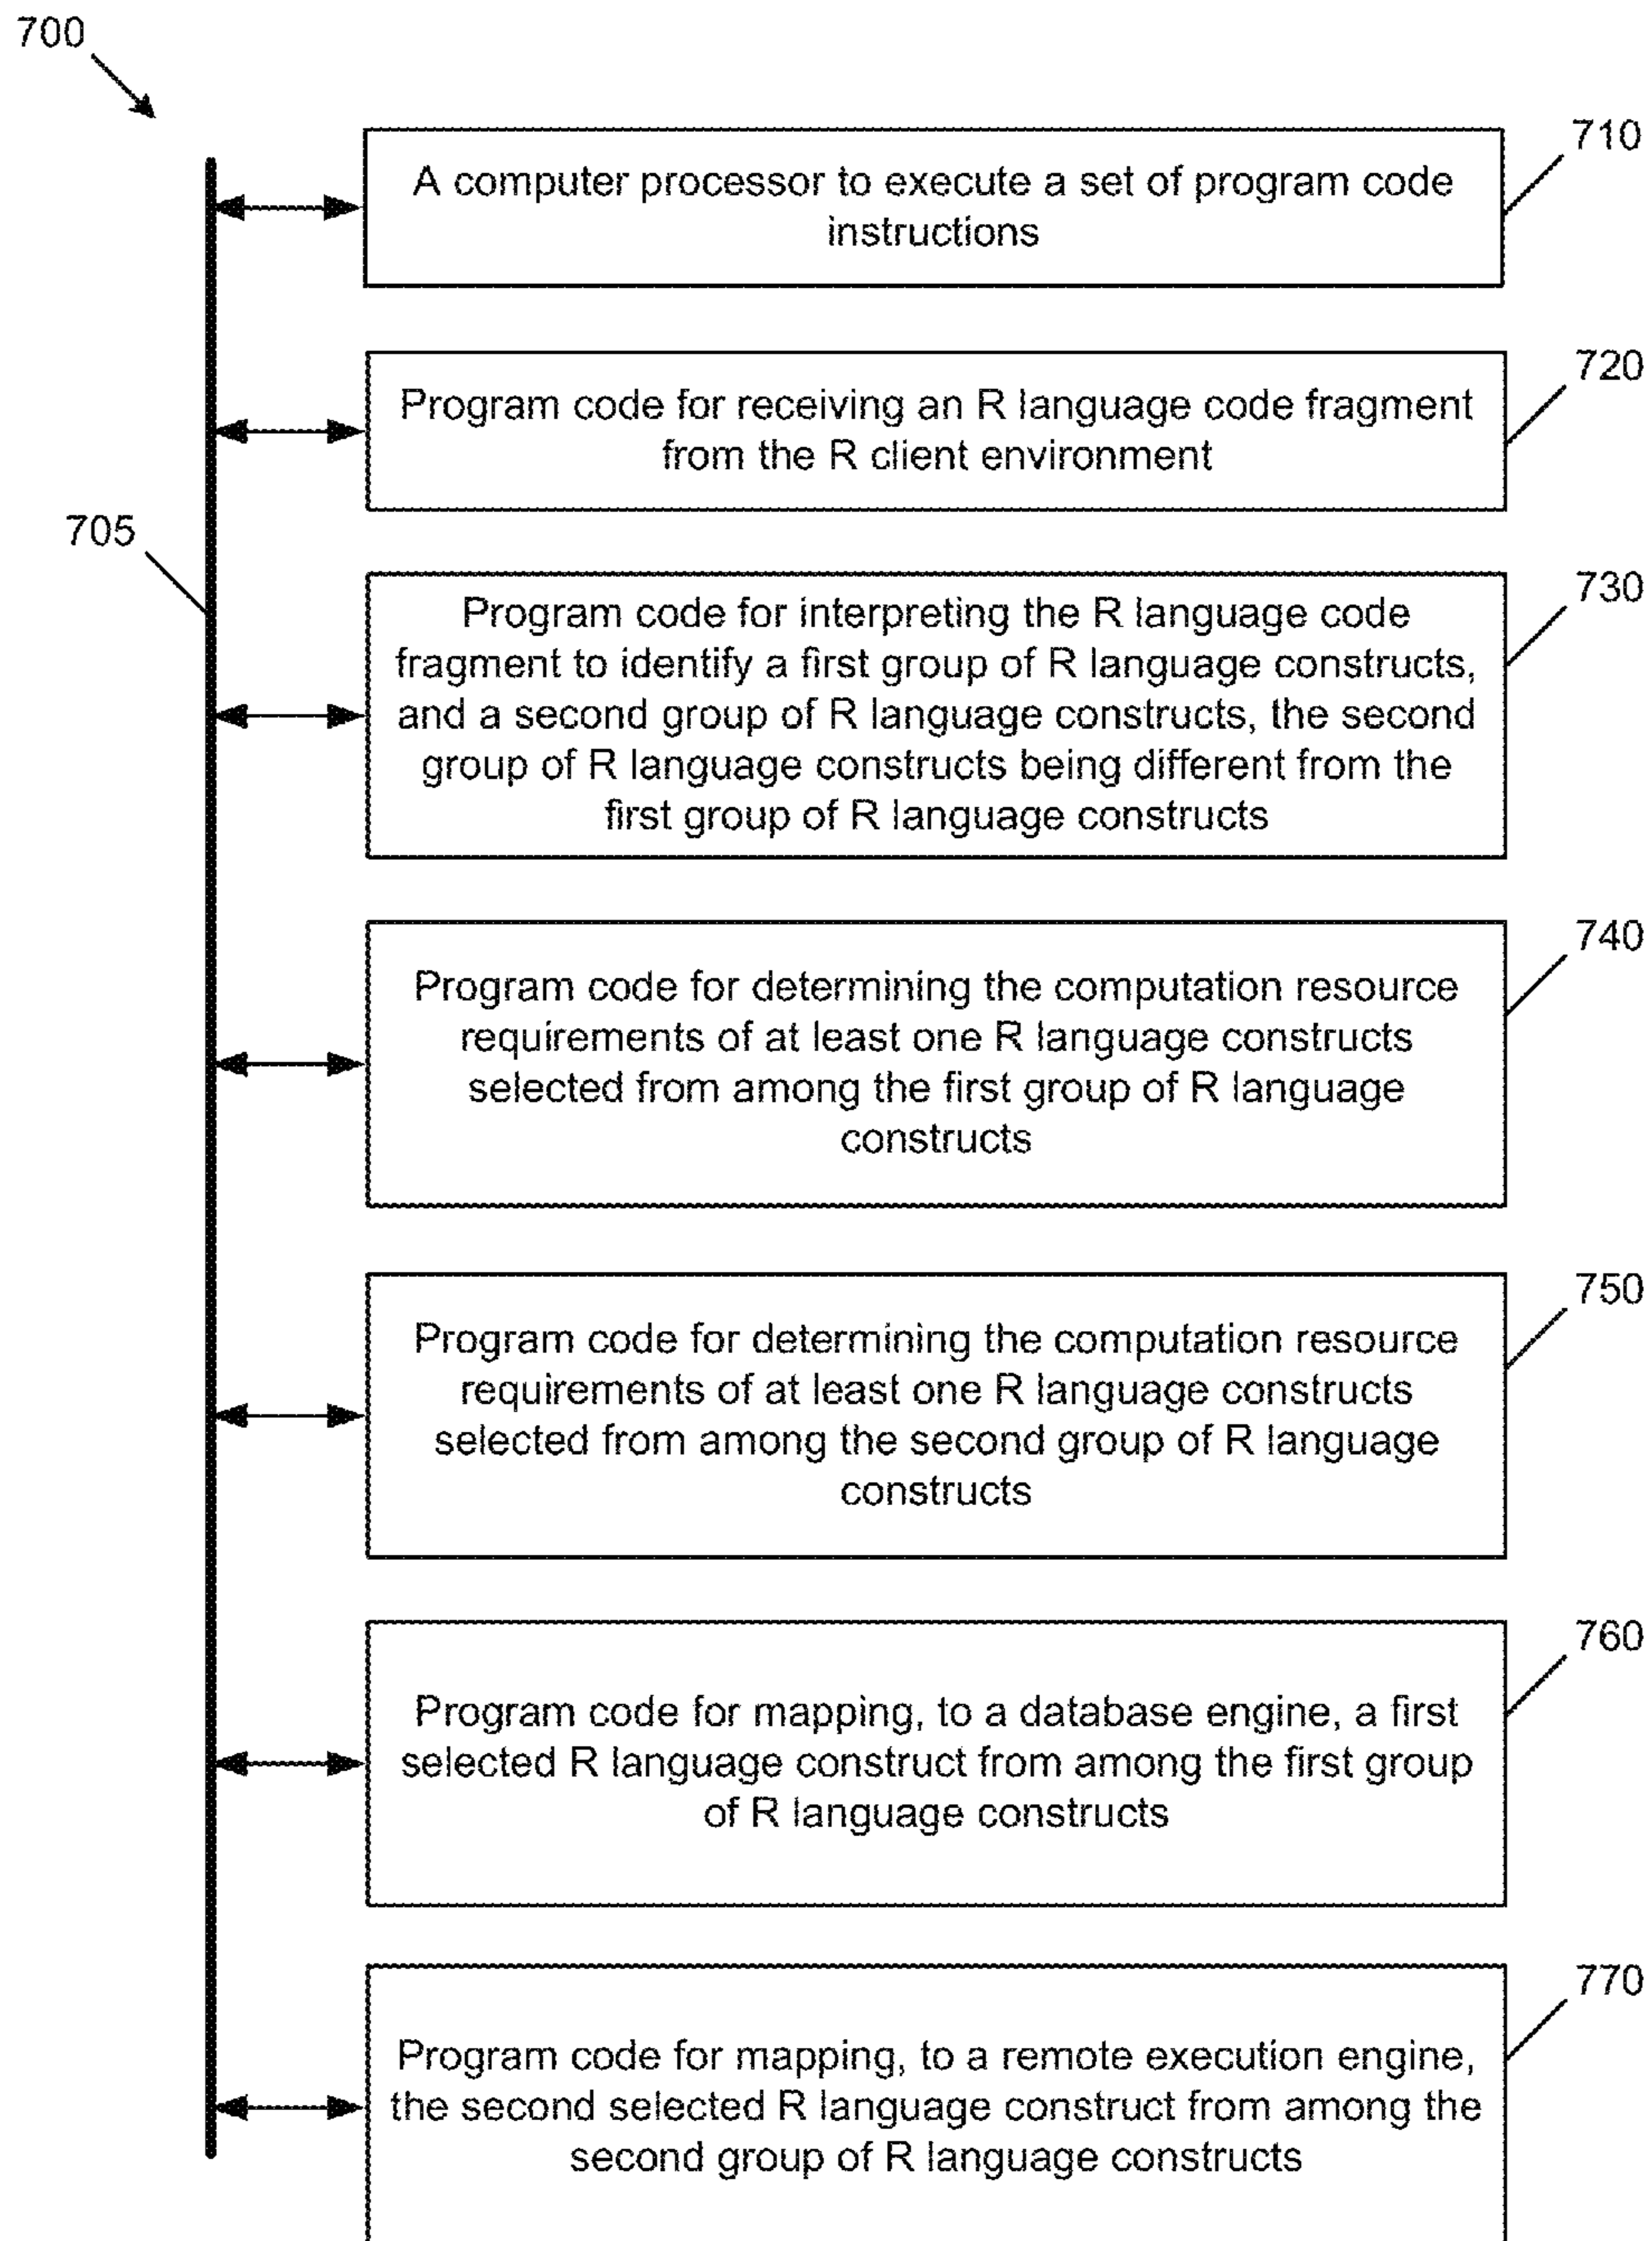 700
710
A computer processor to execute a set of program code
instructions
720
Program code for receiving an R language code fragment
from the R client environment
705
730
Program code for interpreting the R language code
fragment to identify a first group of R language constructs,
and a second group of R language constructs, the second
group of R language constructs being different from the
first group of R language constructs
740
Program code for determining the computation resource
requirements of at least one R language constructs
selected from among the first group of R language
constructs
750
Program code for determining the computation resource
requirements of at least one R language constructs
selected from among the second group of R language
constructs
760
Program code for mapping, to a database engine, a first
selected R language construct from among the first group
of R language constructs
770
Program code for mapping, to a remote execution engine,
the second selected R language construct from among the
second group of R language constructs